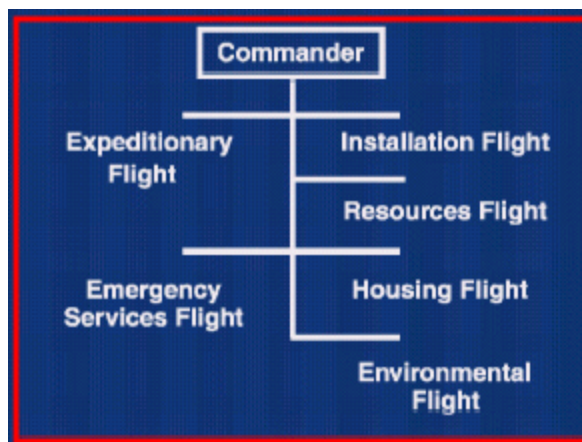 Commander
Expeditionary
Flight
Installation Flight
Resources Flight
Emergency
Services Flight
Housing Flight
Environmental
Flight